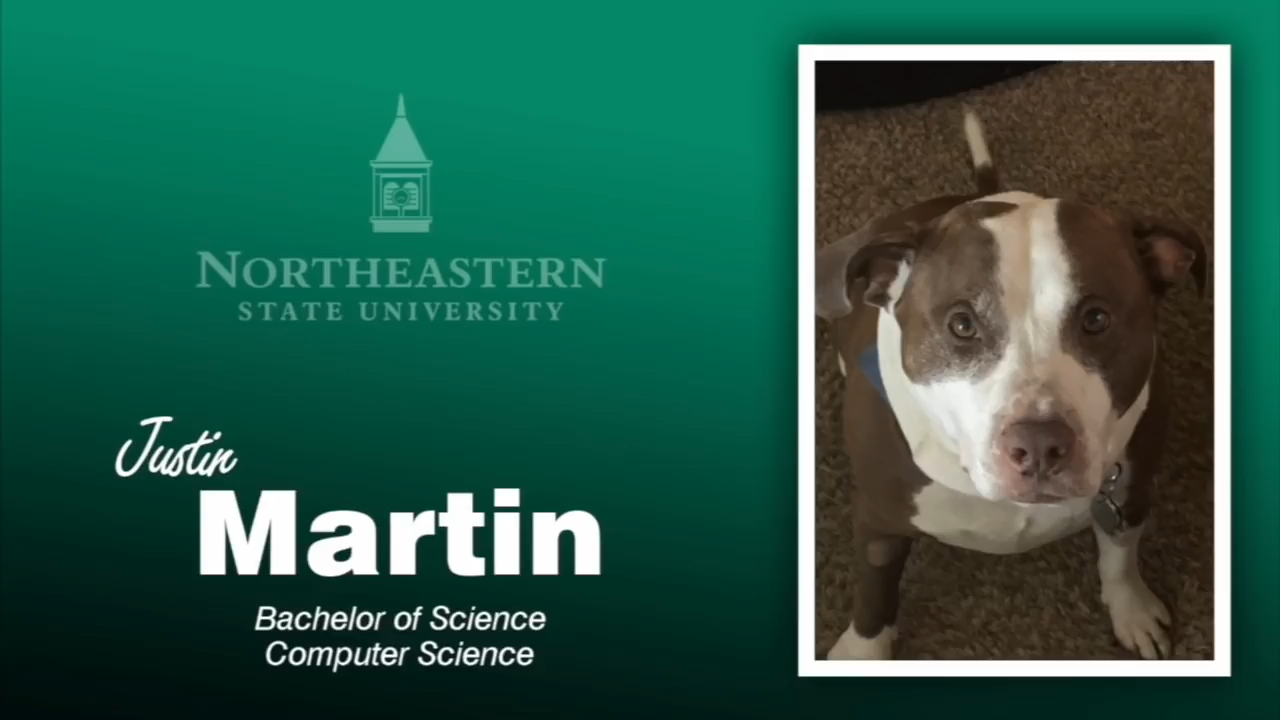 NORTHEASTERN
STATE UNIVERSITY
Justin
Martin
Bachelor of Science
Computer Science